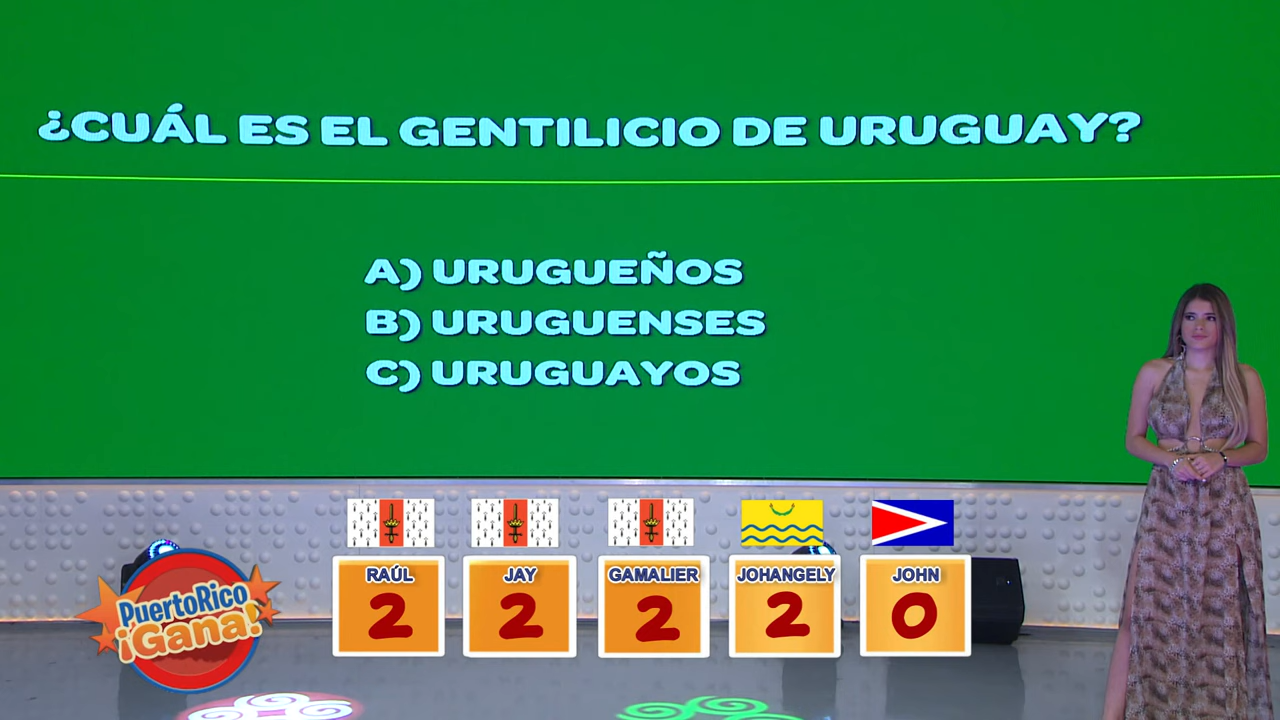 ¿CUÁL ES EL GENTILICIO DE URUGUAY?
A) URUGUEÑOS
B) URUGUENSES
C) URUGUAYOS
RAÚL
JAY
GAMALIER
JOHANGELY
JOHN
2
2
2
2
0
PuertoRico
¡Gana!